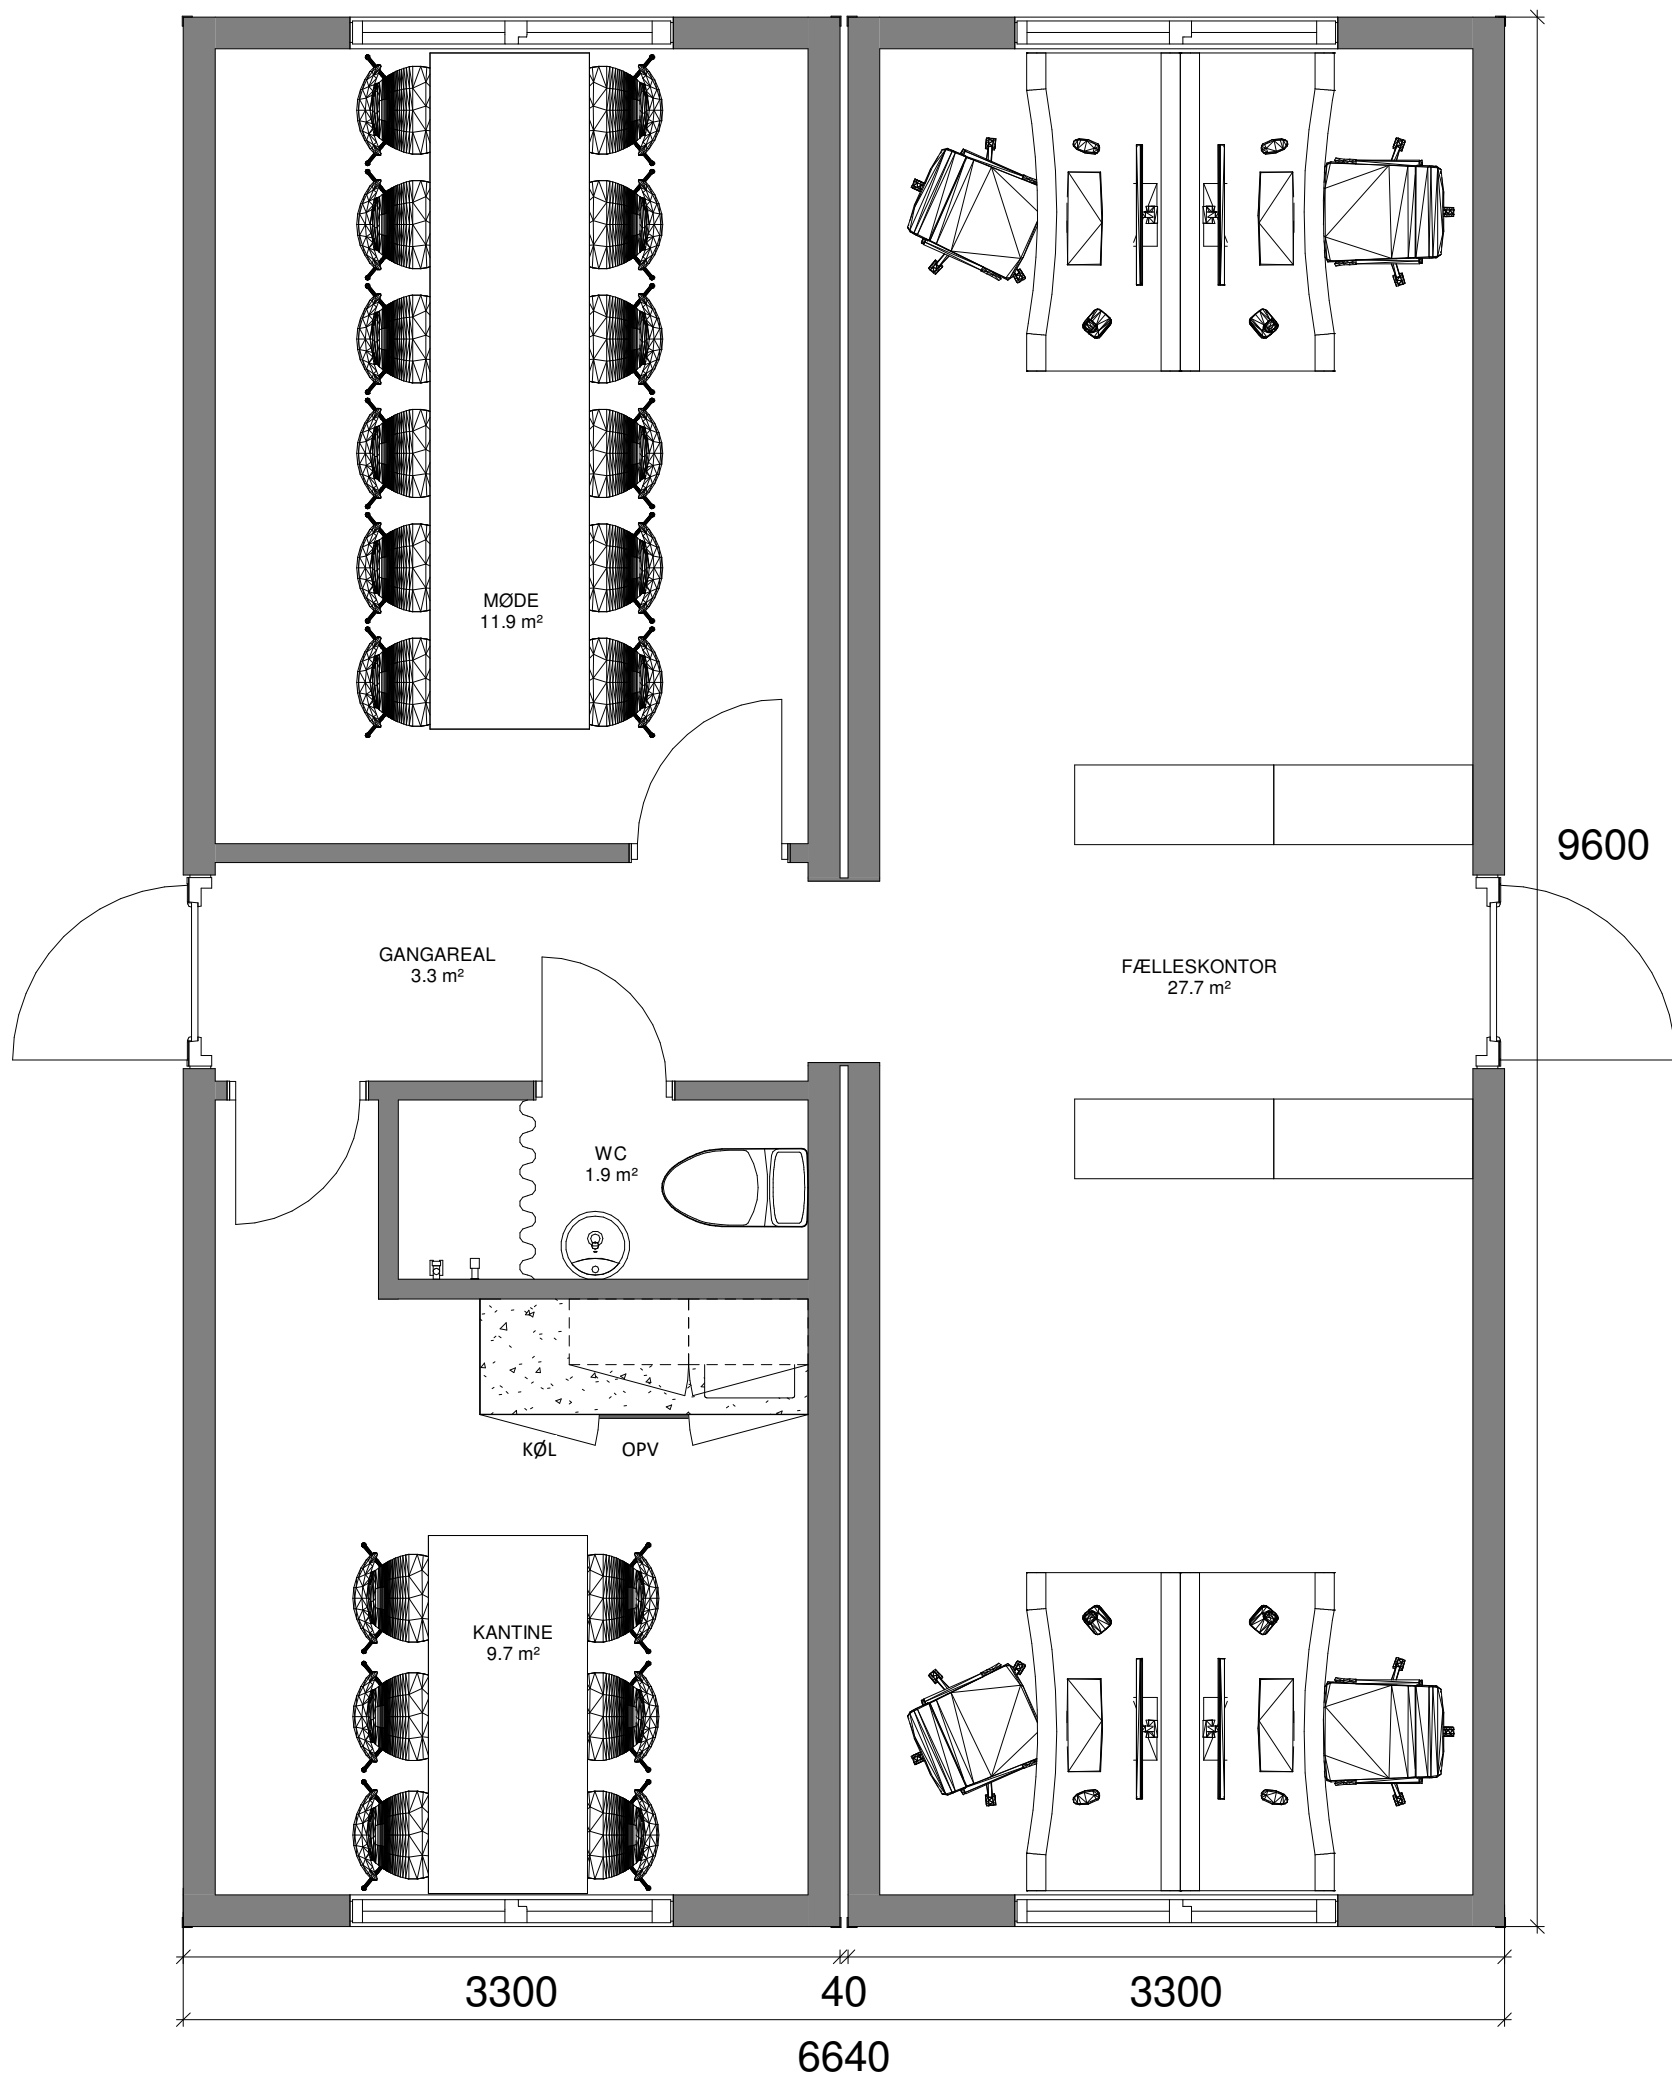 MØDE
11.9 m²
9600
GANGAREAL
3.3 m²
FÆLLESKONTOR
27.7 m²
WC
1.9 m²
KØL
OPV
KANTINE
9.7 m²
3300
40
3300
6640